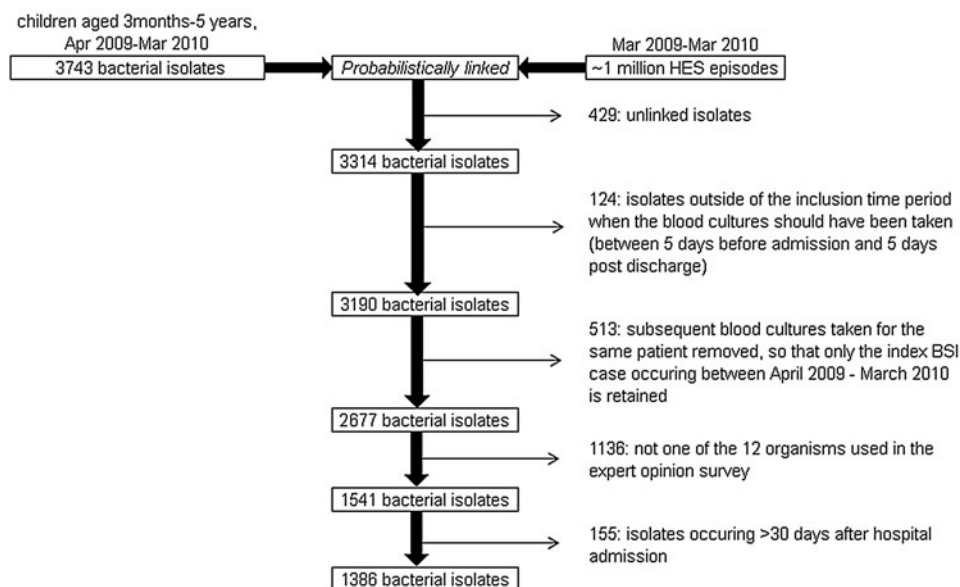 children aged 3months-5 years,
Apr 2009-Mar 2010
3743 bacterial isolates
Probabilistically linked
Mar 2009-Mar 2010
~1 million HES episodes
429: unlinked isolates
3314 bacterial isolates
124: isolates outside of the inclusion time period
when the blood cultures should have been taken
(between 5 days before admission and 5 days
post discharge)
3190 bacterial isolates
513: subsequent blood cultures taken for the
same patient removed, so that only the index BSI
case occuring between April 2009 - March 2010
is retained
2677 bacterial isolates
1136: not one of the 12 organisms used in the
expert opinion survey
1541 bacterial isolates
155: isolates occuring >30 days after hospital
admission
1386 bacterial isolates